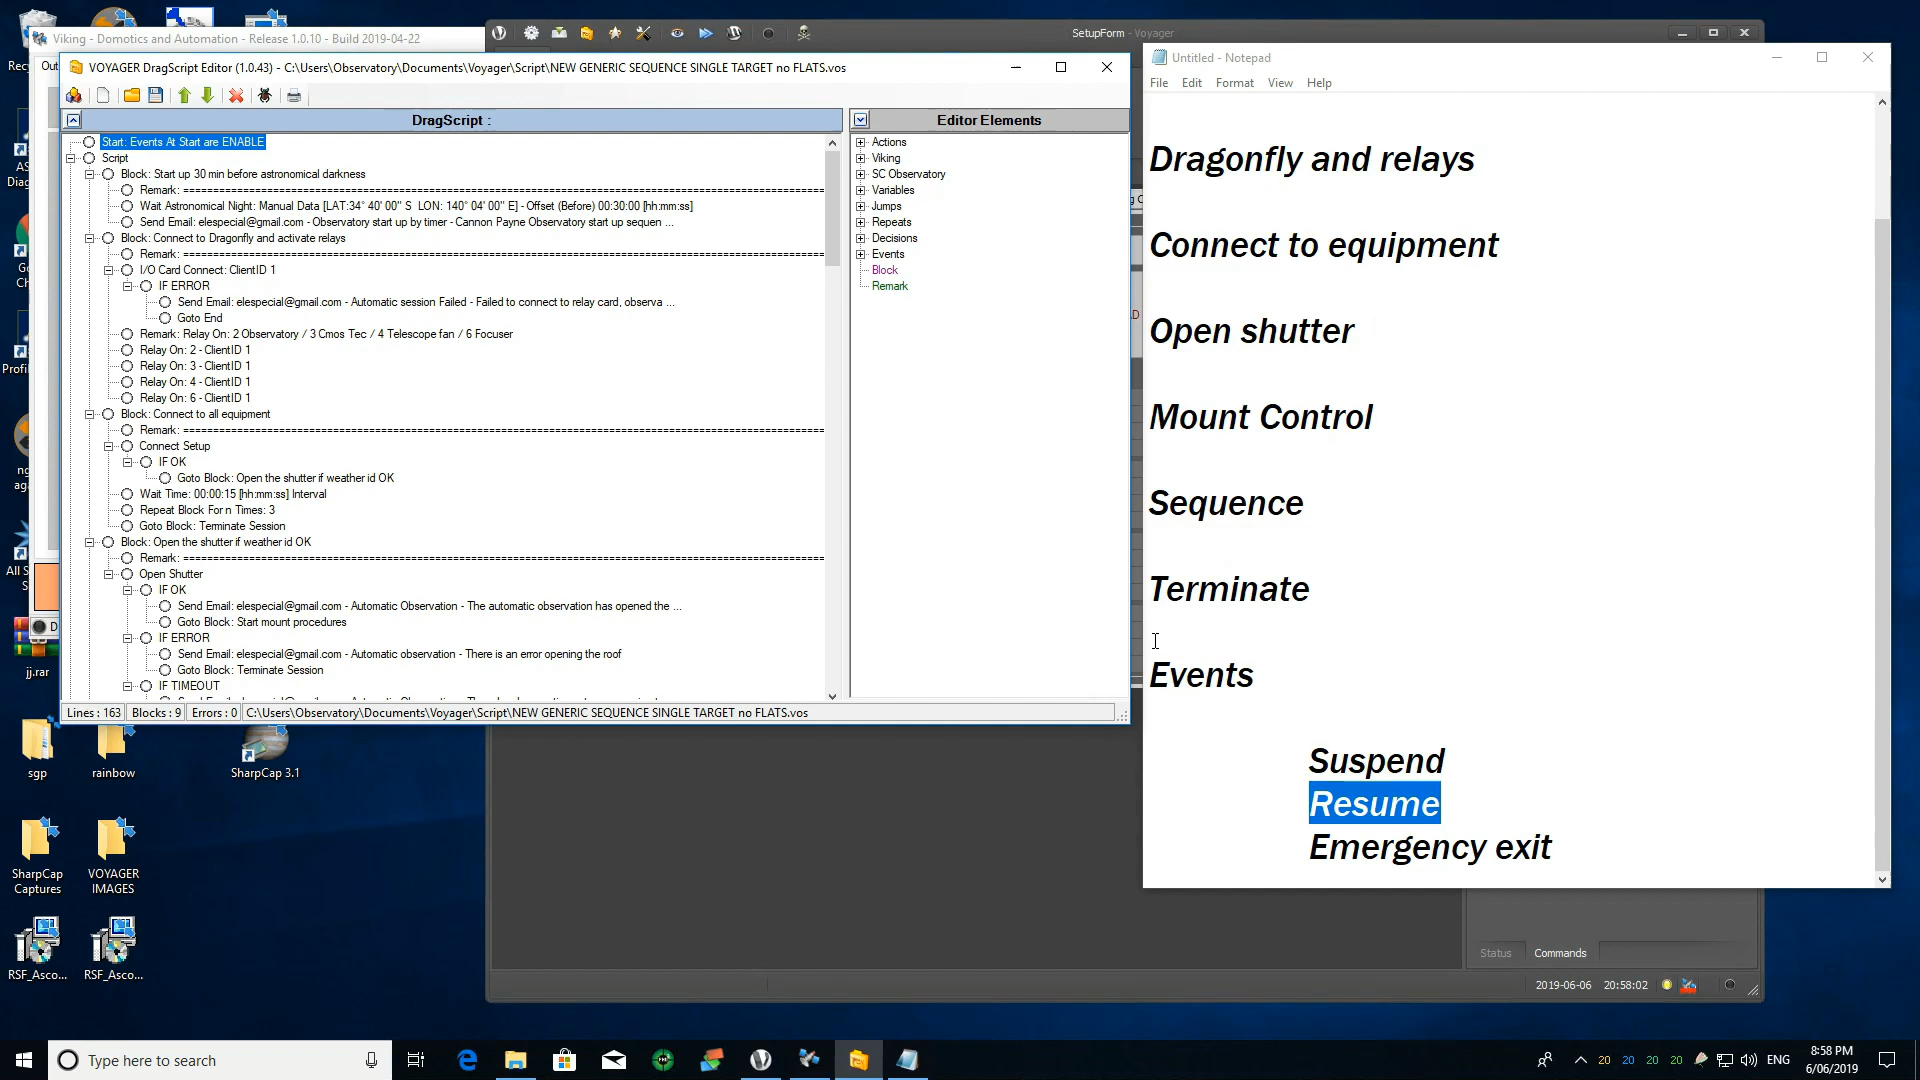 Viking - Domotics and Automation - Release 1.0.10 - Build 2019-04-22
SetupForm - Voyager
VOYAGER DragScript Editor (1.0.43) - C:\Users\Observatory\Documents\Voyager\Script\NEW GENERIC SEQUENCE SINGLE TARGET no FLATS.vos
DragScript :
Start: Events At Start are ENABLE
Script
Block: Start up 30 min before astronomical darkness
Remark: ================================================================
Wait Astronomical Night: Manual Data [LAT:34° 40' 00'' S LON: 140° 04' 00'' E] - Offset (Before) 00:30:00 [hh:mm:ss]
Send Email: elespecial@gmail.com - Observatory start up by timer - Cannon Payne Observatory start up sequen ...
Block: Connect to Dragonfly and activate relays
Remark: ================================================================
I/O Card Connect: ClientID 1
IF ERROR
Send Email: elespecial@gmail.com - Automatic session Failed - Failed to connect to relay card, observa ...
Goto End
Remark: Relay On: 2 Observatory / 3 Cmos Tec / 4 Telescope fan / 6 Focuser
Relay On: 2 - ClientID 1
Relay On: 3 - ClientID 1
Relay On: 4 - ClientID 1
Relay On: 6 - ClientID 1
Block: Connect to all equipment
Remark: ================================================================
Connect Setup
IF OK
Goto Block: Open the shutter if weather id OK
Wait Time: 00:00:15 [hh:mm:ss] Interval
Repeat Block For n Times: 3
Goto Block: Terminate Session
Block: Open the shutter if weather id OK
Remark: ================================================================
Open Shutter
IF OK
Send Email: elespecial@gmail.com - Automatic Observation - The automatic observation has opened the ...
Goto Block: Start mount procedures
IF ERROR
Send Email: elespecial@gmail.com - Automatic observation - There is an error opening the roof
Goto Block: Terminate Session
IF TIMEOUT
Lines : 163 Blocks : 9 Errors : 0 C:\Users\Observatory\Documents\Voyager\Script\NEW GENERIC SEQUENCE SINGLE TARGET no FLATS.vos
Editor Elements
Actions
Viking
SC Observatory
Variables
Jumps
Repeats
Decisions
Events
Block
Remark
Untitled - Notepad
File Edit Format View Help
Dragonfly and relays
Connect to equipment
Open shutter
Mount Control
Sequence
Terminate
Events
Suspend
Resume
Emergency exit
Status Commands
2019-06-06 20:58:02
sgp
rainbow
SharpCap 3.1
SharpCap Captures
VOYAGER IMAGES
RSF_Asco...
RSF_Asco...
jj.rar
Type here to search
20 20 20 20
ENG
8:58 PM
6/06/2019